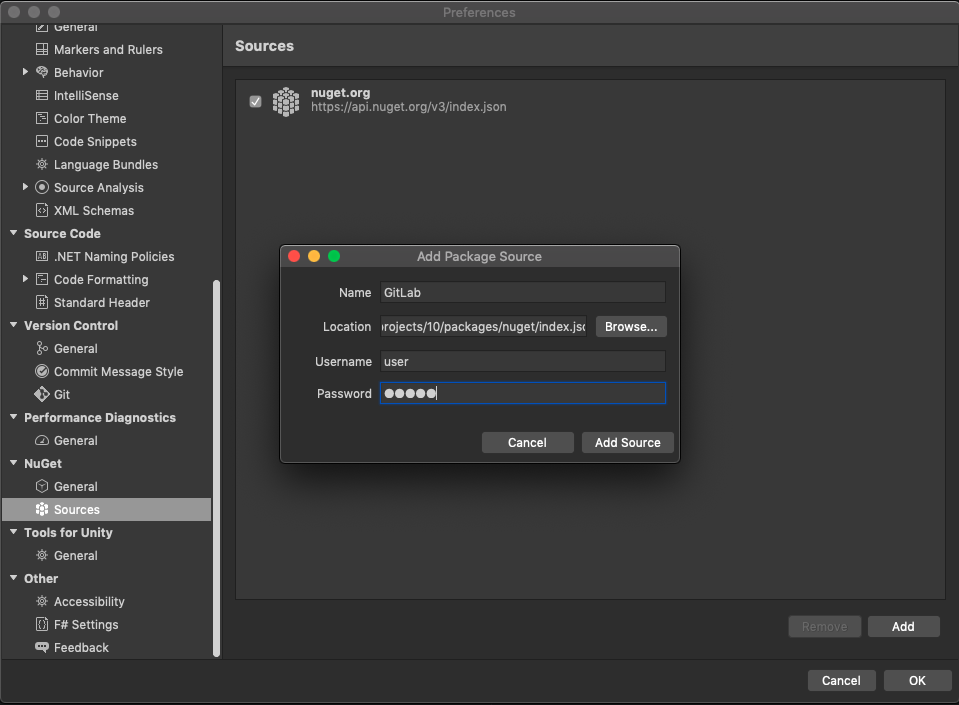 Preferences
General
Markers and Rulers
Behavior
IntelliSense
Color Theme
Code Snippets
Language Bundles
Source Analysis
XML Schemas
Source Code
.NET Naming Policies
Code Formatting
Standard Header
Version Control
General
Commit Message Style
Git
Performance Diagnostics
General
NuGet
General
Sources
Tools for Unity
General
Other
Accessibility
F# Settings
Feedback
Sources
nuget.org
https://api.nuget.org/v3/index.json
Add Package Source
Name GitLab
Location rojects/10/packages/nuget/index.jso Browse...
Username user
Password ●●●●●
Cancel Add Source
Remove Add
Cancel OK